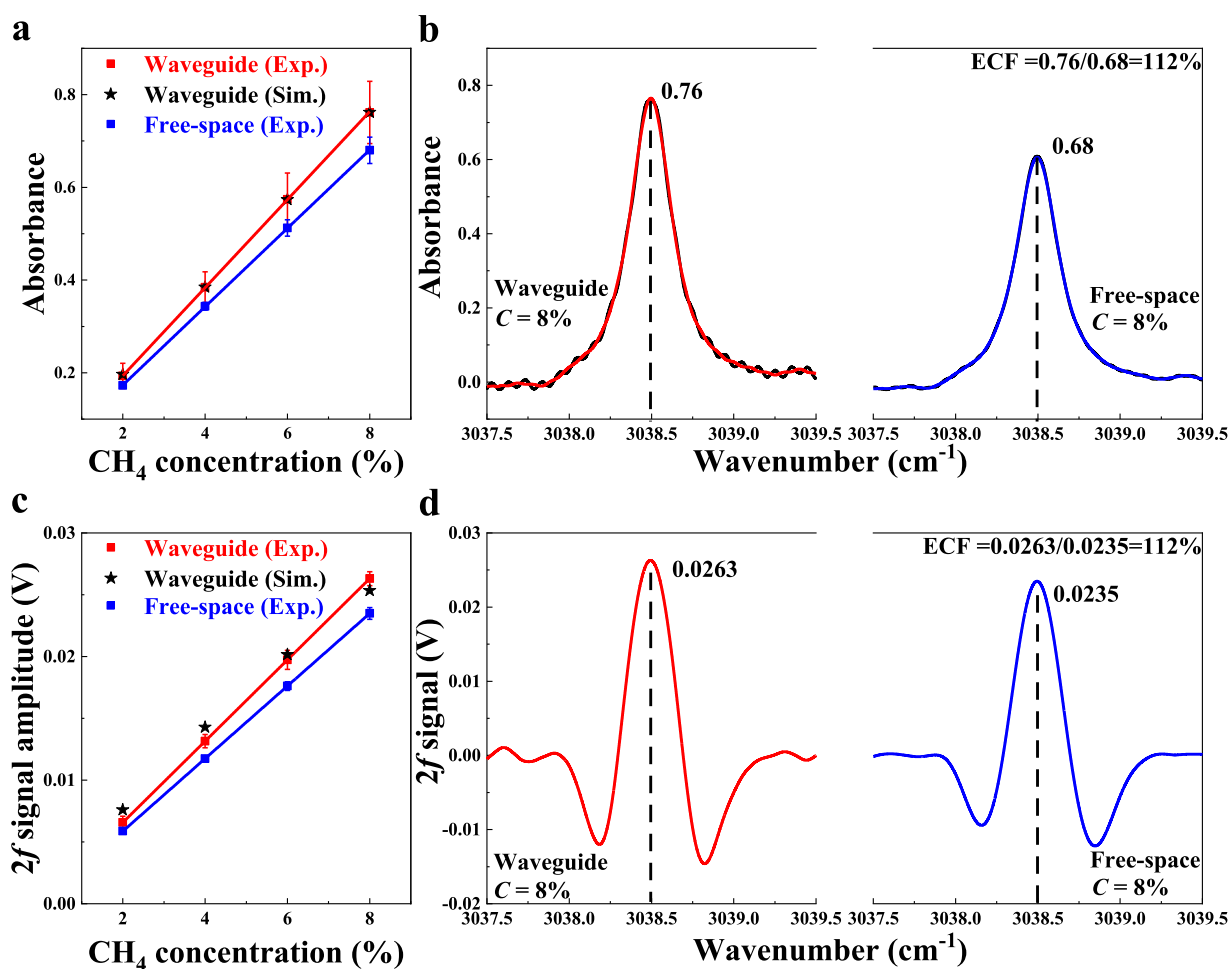 a
Waveguide (Exp.)
Waveguide (Sim.)
Free-space (Exp.)
0.8
0.6
0.4
0.2
Absorbance
2 4 6 8
CH₄ concentration (%)
b
0.76
Waveguide
C = 8%
0.8
0.6
0.4
0.2
0.0
Absorbance
3037.5 3038.0 3038.5 3039.0 3039.5
ECF =0.76/0.68=112%
0.68
Free-space
C = 8%
3037.5 3038.0 3038.5 3039.0 3039.5
Wavenumber (cm⁻¹)
c
Waveguide (Exp.)
Waveguide (Sim.)
Free-space (Exp.)
0.03
0.02
0.01
0.00
2f signal amplitude (V)
2 4 6 8
CH₄ concentration (%)
d
0.0263
Waveguide
C = 8%
0.03
0.02
0.01
0.00
-0.01
-0.02
2f signal (V)
3037.5 3038.0 3038.5 3039.0 3039.5
ECF =0.0263/0.0235=112%
0.0235
Free-space
C = 8%
3037.5 3038.0 3038.5 3039.0 3039.5
Wavenumber (cm⁻¹)